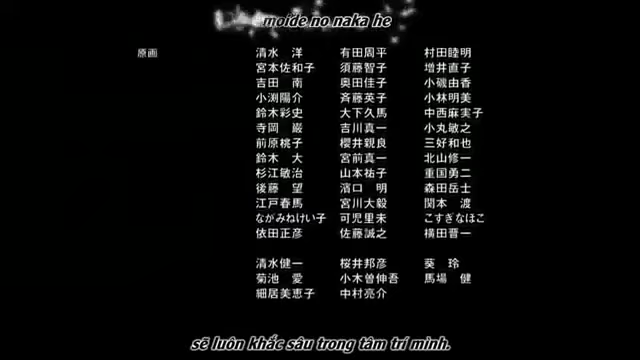 moide no naka he
原画 清水　洋 有田周平 村田睦明
宮本佐和子 須藤智子 増井直子
吉田　南 奥田佳子 小磯由香
小渕陽介 斉藤英子 小林明美
鈴木彩史 大下久馬 中西麻実子
寺岡　巌 吉川真一 小丸敏之
前原桃子 櫻井親良 三好和也
鈴木　大 宮前真一 北山修一
杉江敏治 山本祐子 重国勇二
後藤　望 濱口　明 森田岳士
江戸春馬 宮川大毅 関本　渡
ながみねけい子 可児里未 こすぎなほこ
依田正彦 佐藤誠之 横田晋一
清水健一 桜井邦彦 葵　玲
菊池　愛 小木曽伸吾 馬場　健
細居美恵子 中村亮介
sẽ luôn khắc sâu trong tâm trí mình.